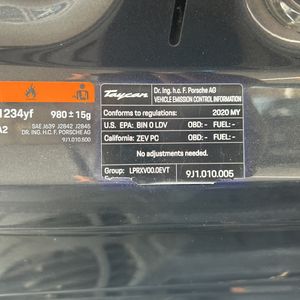 1234yf 980 ± 15g
A2 SAE J639 J2842 J2845
DR. ING. H.C. F. PORSCHE AG
9J1.010.500
Taycan Dr. Ing. h.c. F. Porsche AG
VEHICLE EMISSION CONTROL INFORMATION
Conforms to regulations: 2020 MY
U.S. EPA: BIN 0 LDV OBD: - FUEL: -
California: ZEV PC OBD: - FUEL: -
No adjustments needed.
Group: LPRXV00.0EVT 9J1.010.005